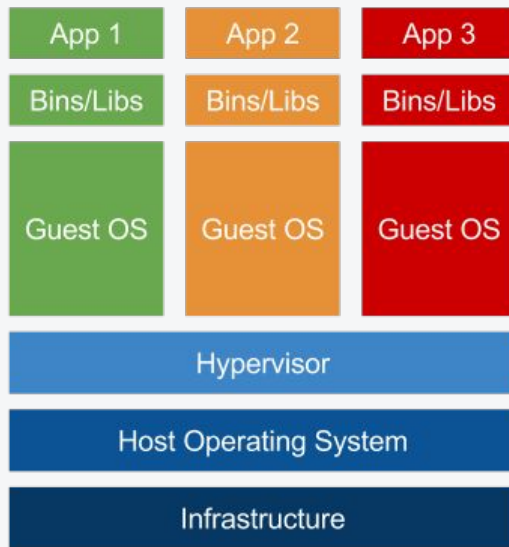 App 1
App 2
App 3
Bins/Libs
Bins/Libs
Bins/Libs
Guest OS
Guest OS
Guest OS
Hypervisor
Host Operating System
Infrastructure